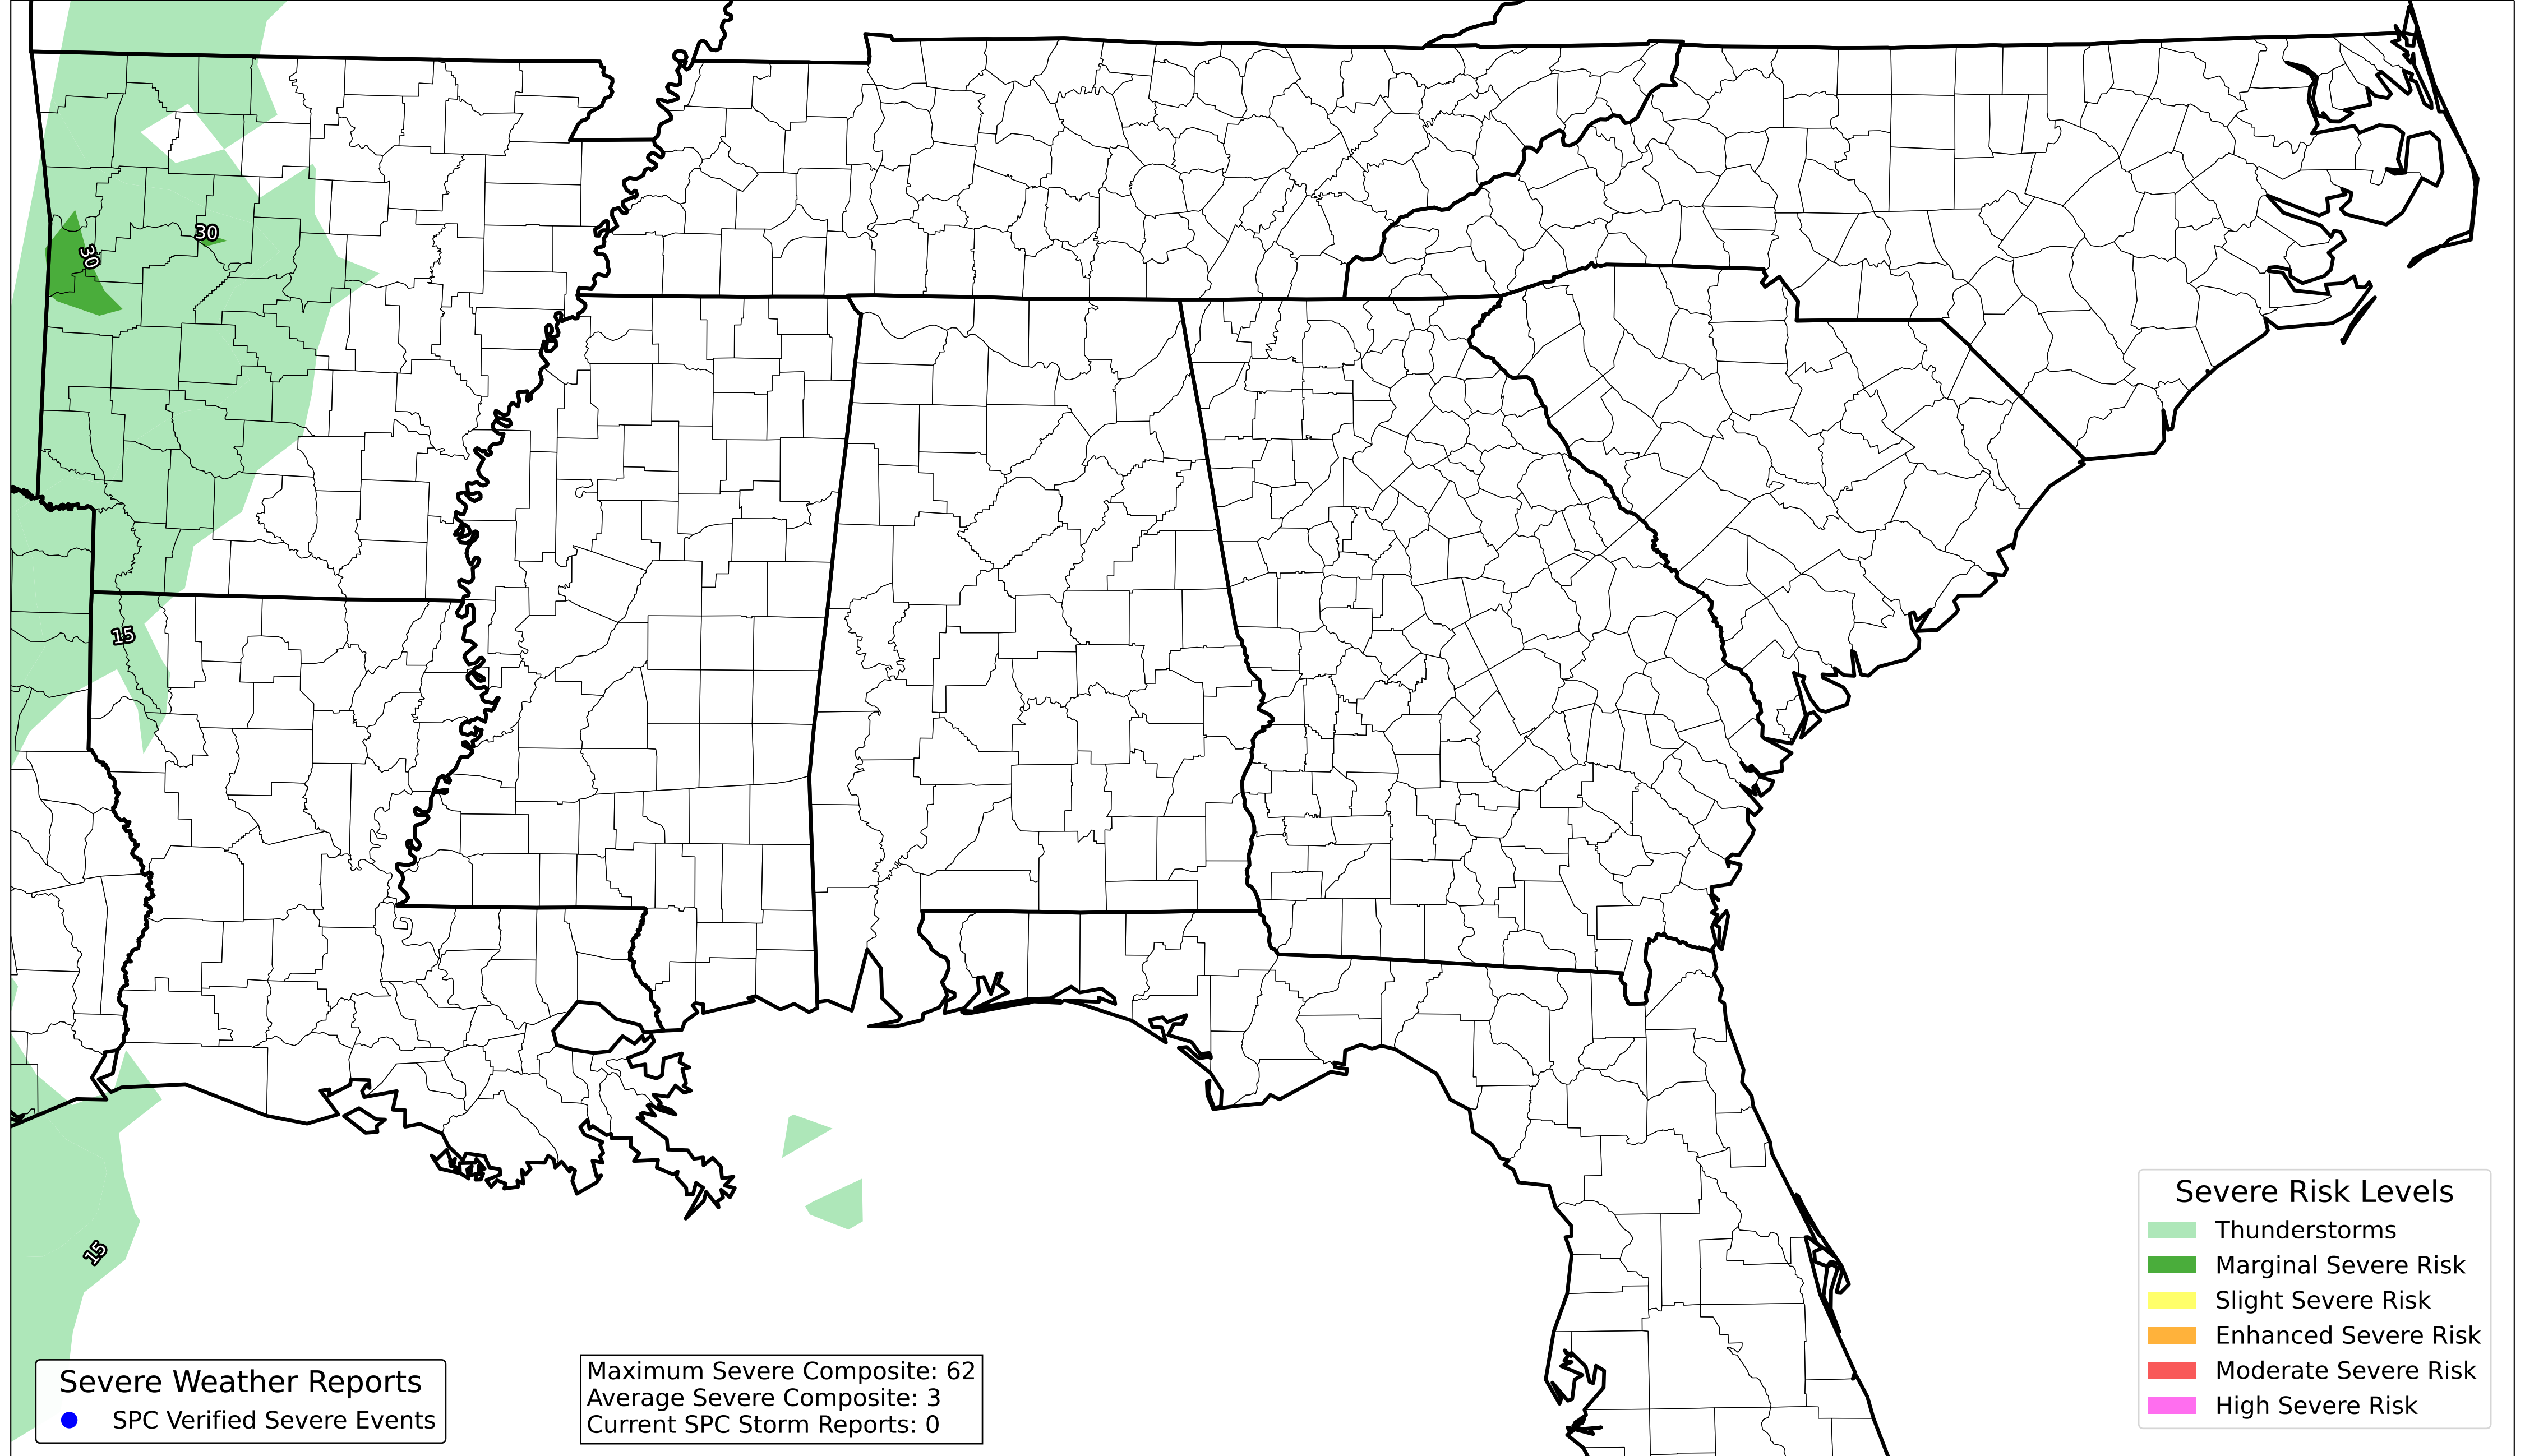 30
30
15
15
Severe Risk Levels
Thunderstorms
Marginal Severe Risk
Slight Severe Risk
Enhanced Severe Risk
Moderate Severe Risk
High Severe Risk
Severe Weather Reports
SPC Verified Severe Events
Maximum Severe Composite: 62
Average Severe Composite: 3
Current SPC Storm Reports: 0